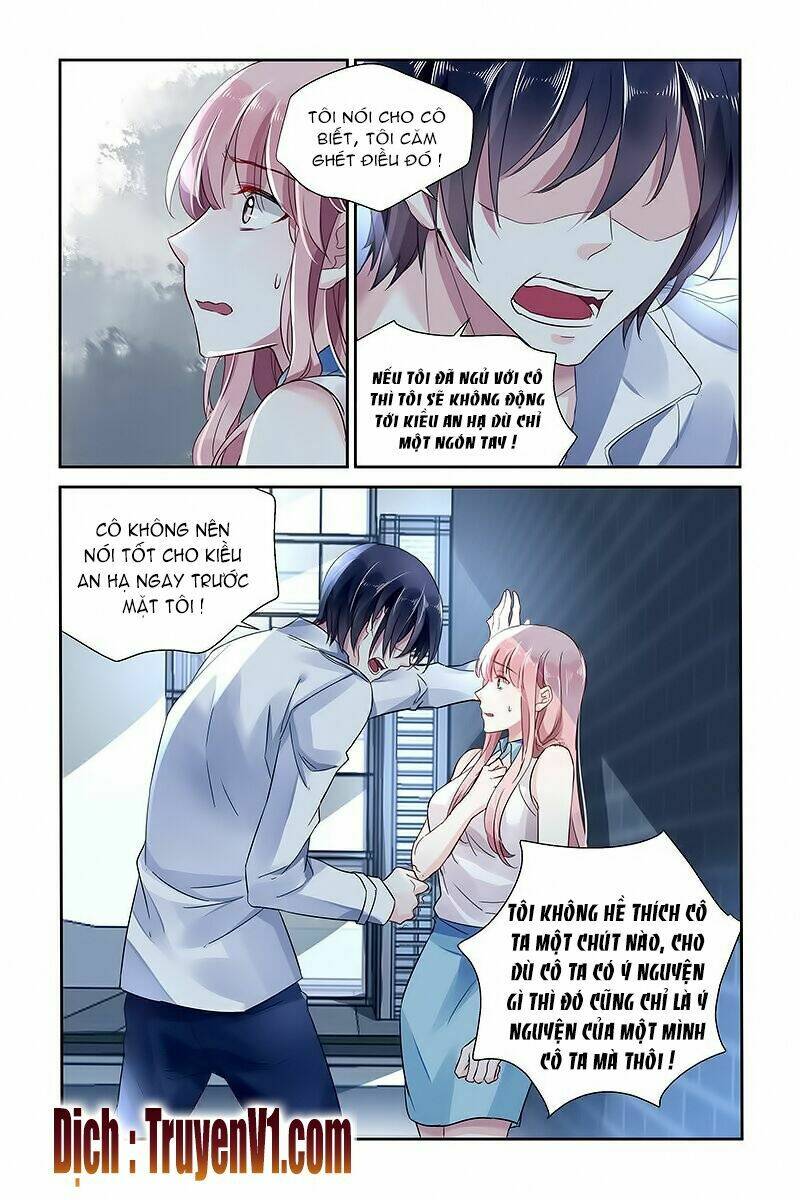 TÔI NÓI CHO CÔ
BIẾT, TÔI CĂM
GHÉT ĐIỀU ĐÓ !
NẾU TÔI ĐÃ NGỦ VỚI CÔ
THÌ TÔI SẼ KHÔNG ĐỘNG
TỚI KIỀU AN HẠ DÙ CHỈ
MỘT NGÓN TAY !
CÔ KHÔNG NÊN
NÓI TỐT CHO KIỀU
AN HẠ NGAY TRƯỚC
MẶT TÔI !
TÔI KHÔNG HỀ THÍCH CÔ
TA MỘT CHÚT NÀO, CHO
DÙ CÔ TA CÓ Ý NGUYỆN
GÌ THÌ ĐÓ CŨNG CHỈ LÀ Ý
NGUYỆN CỦA MỘT MÌNH
CÔ TA MÀ THÔI !
Dịch : TruyenV1.com